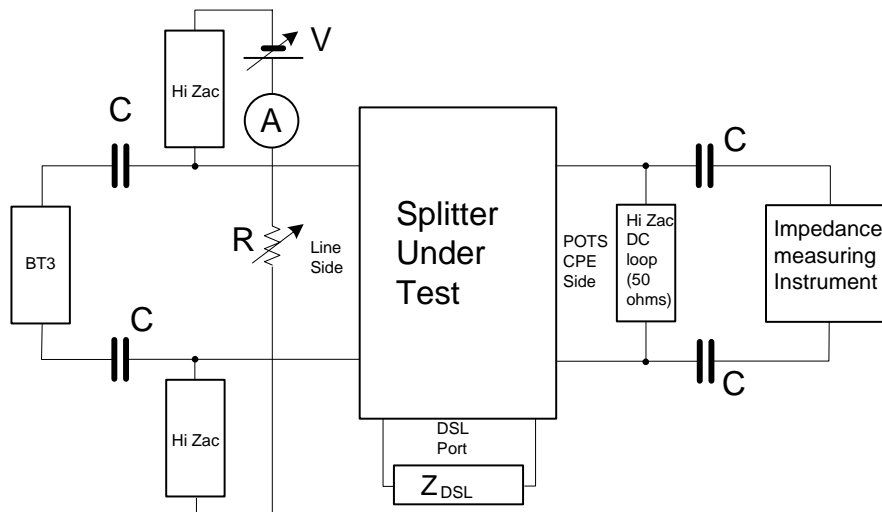 V
Hi Zac
C
A
C
Splitter
Under
Test
Hi Zac
DC
loop
(50
ohms)
Impedance
measuring
Instrument
R
Line
Side
POTS
CPE
Side
BT3
C
C
Hi Zac
DSL
Port
ZDSL